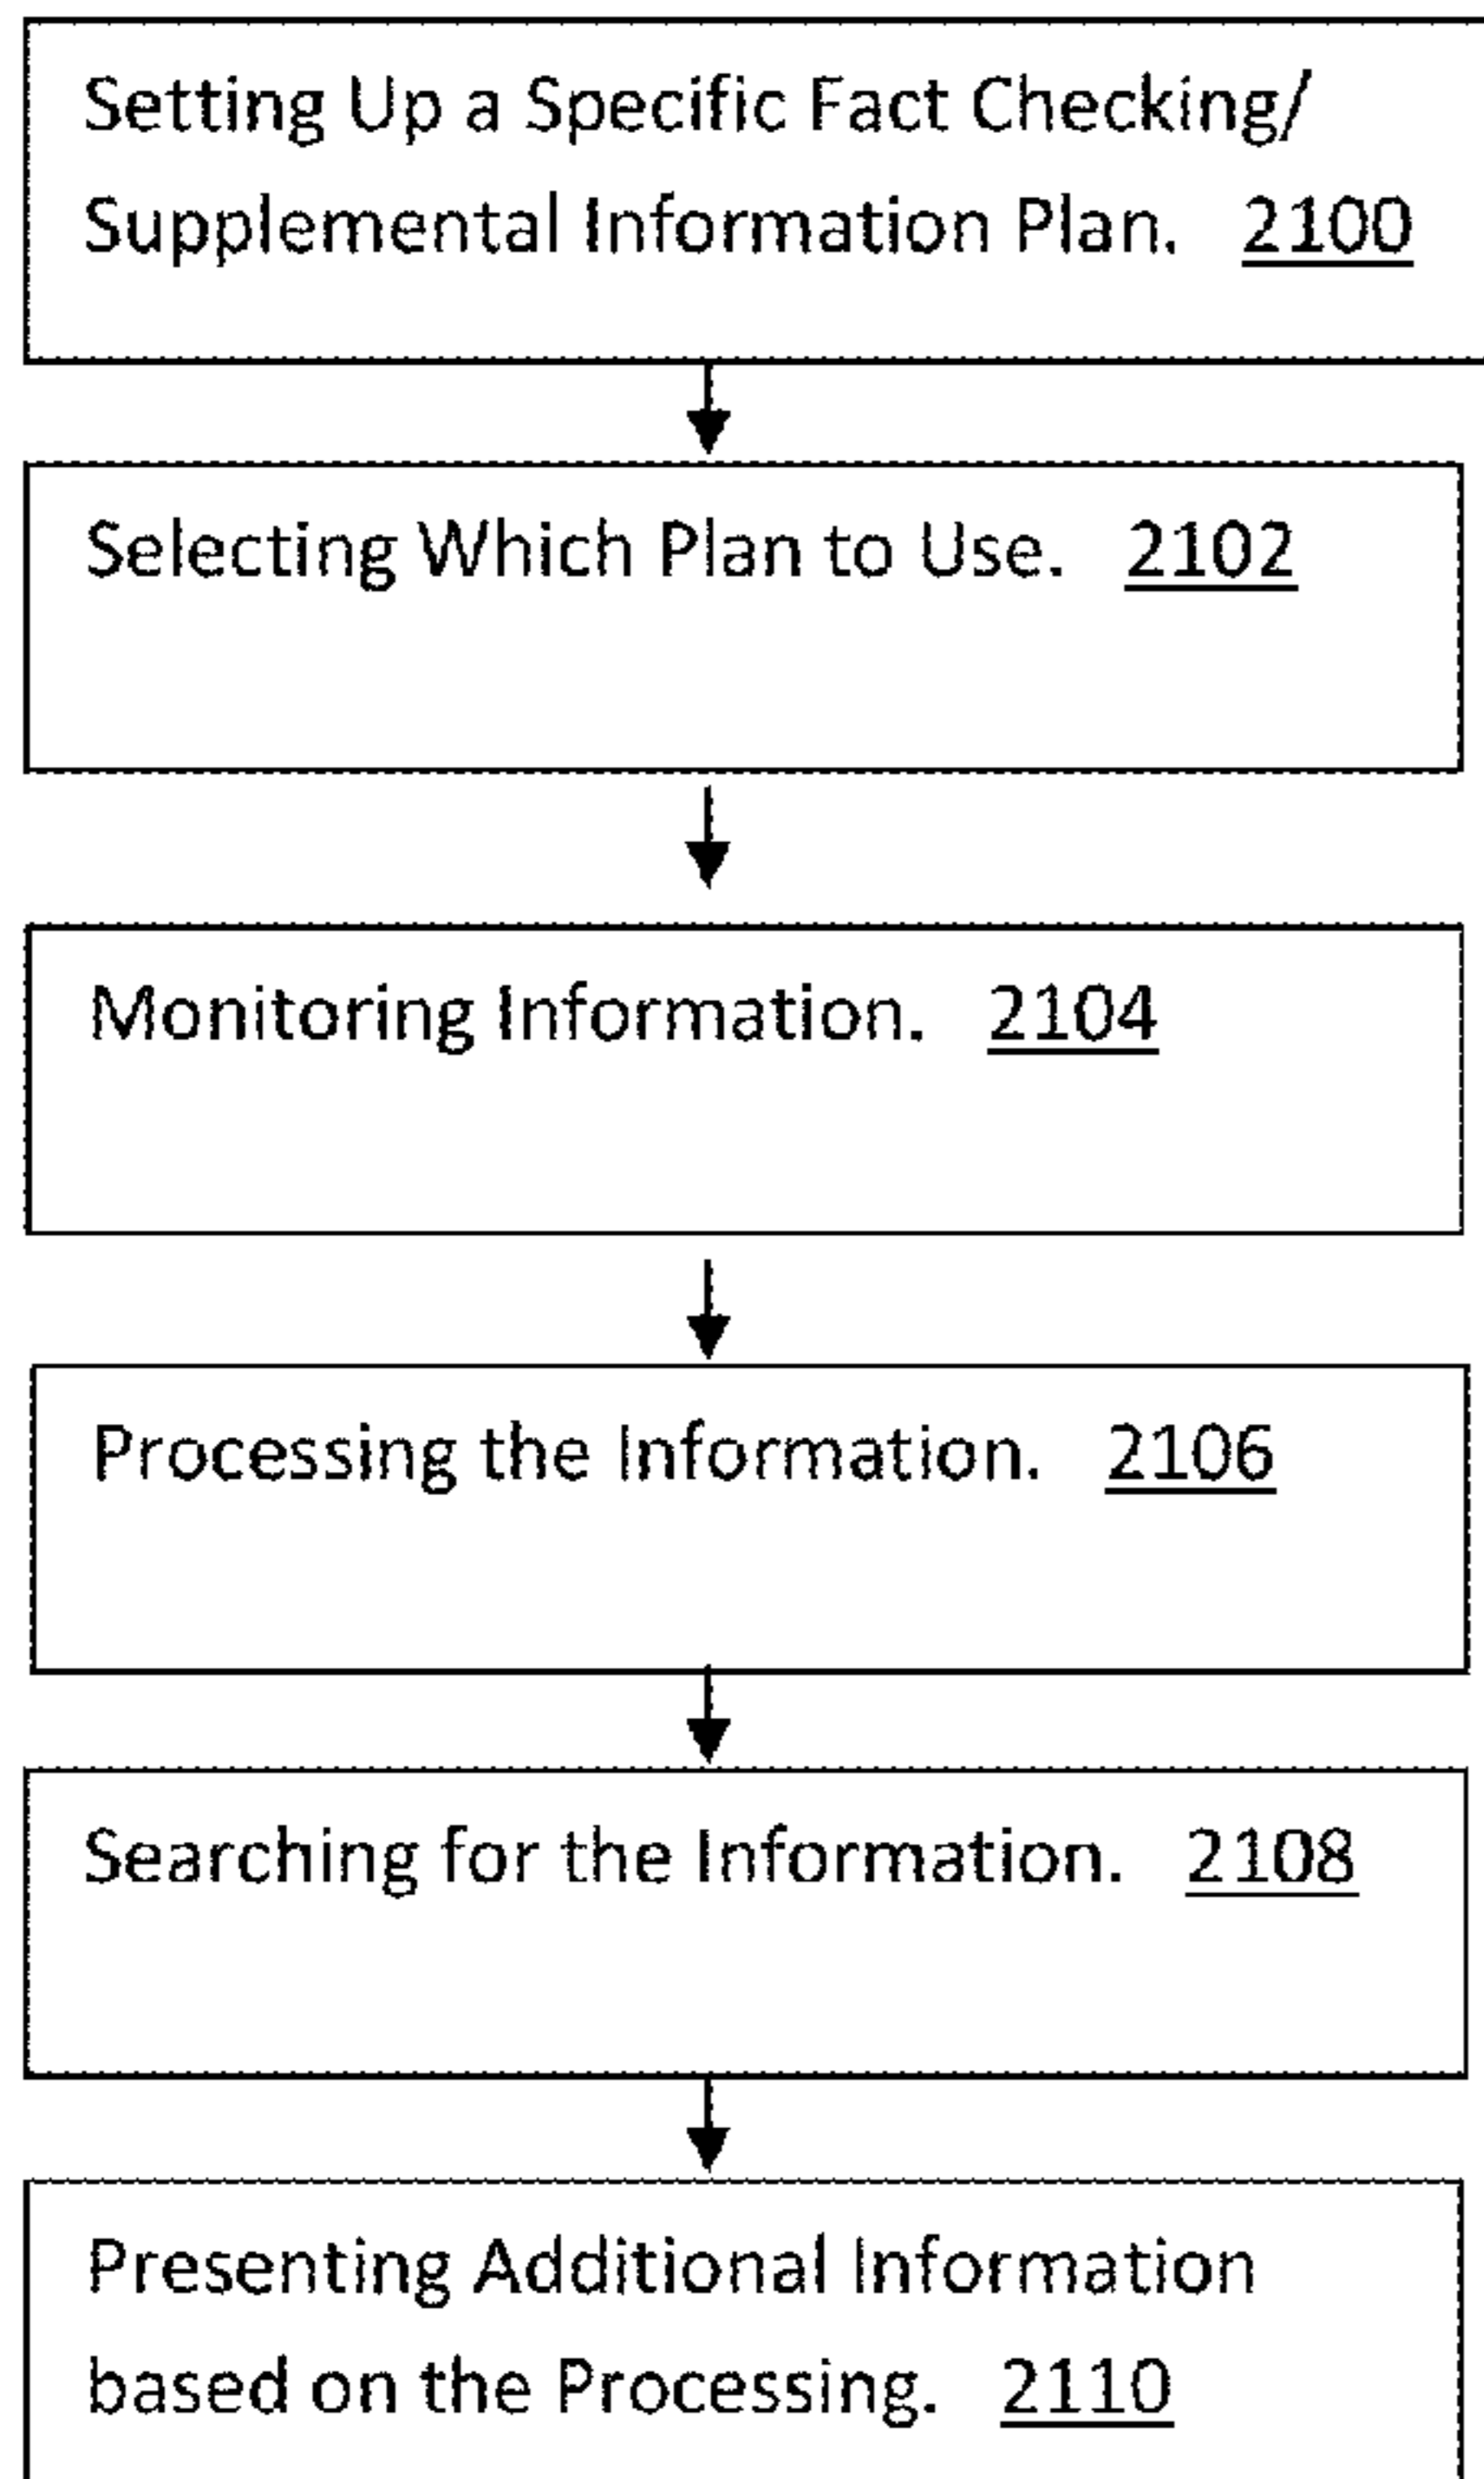 Setting Up a Specific Fact Checking/
Supplemental Information Plan. 2100
Selecting Which Plan to Use. 2102
Monitoring Information. 2104
Processing the Information. 2106
Searching for the Information. 2108
Presenting Additional Information
based on the Processing. 2110